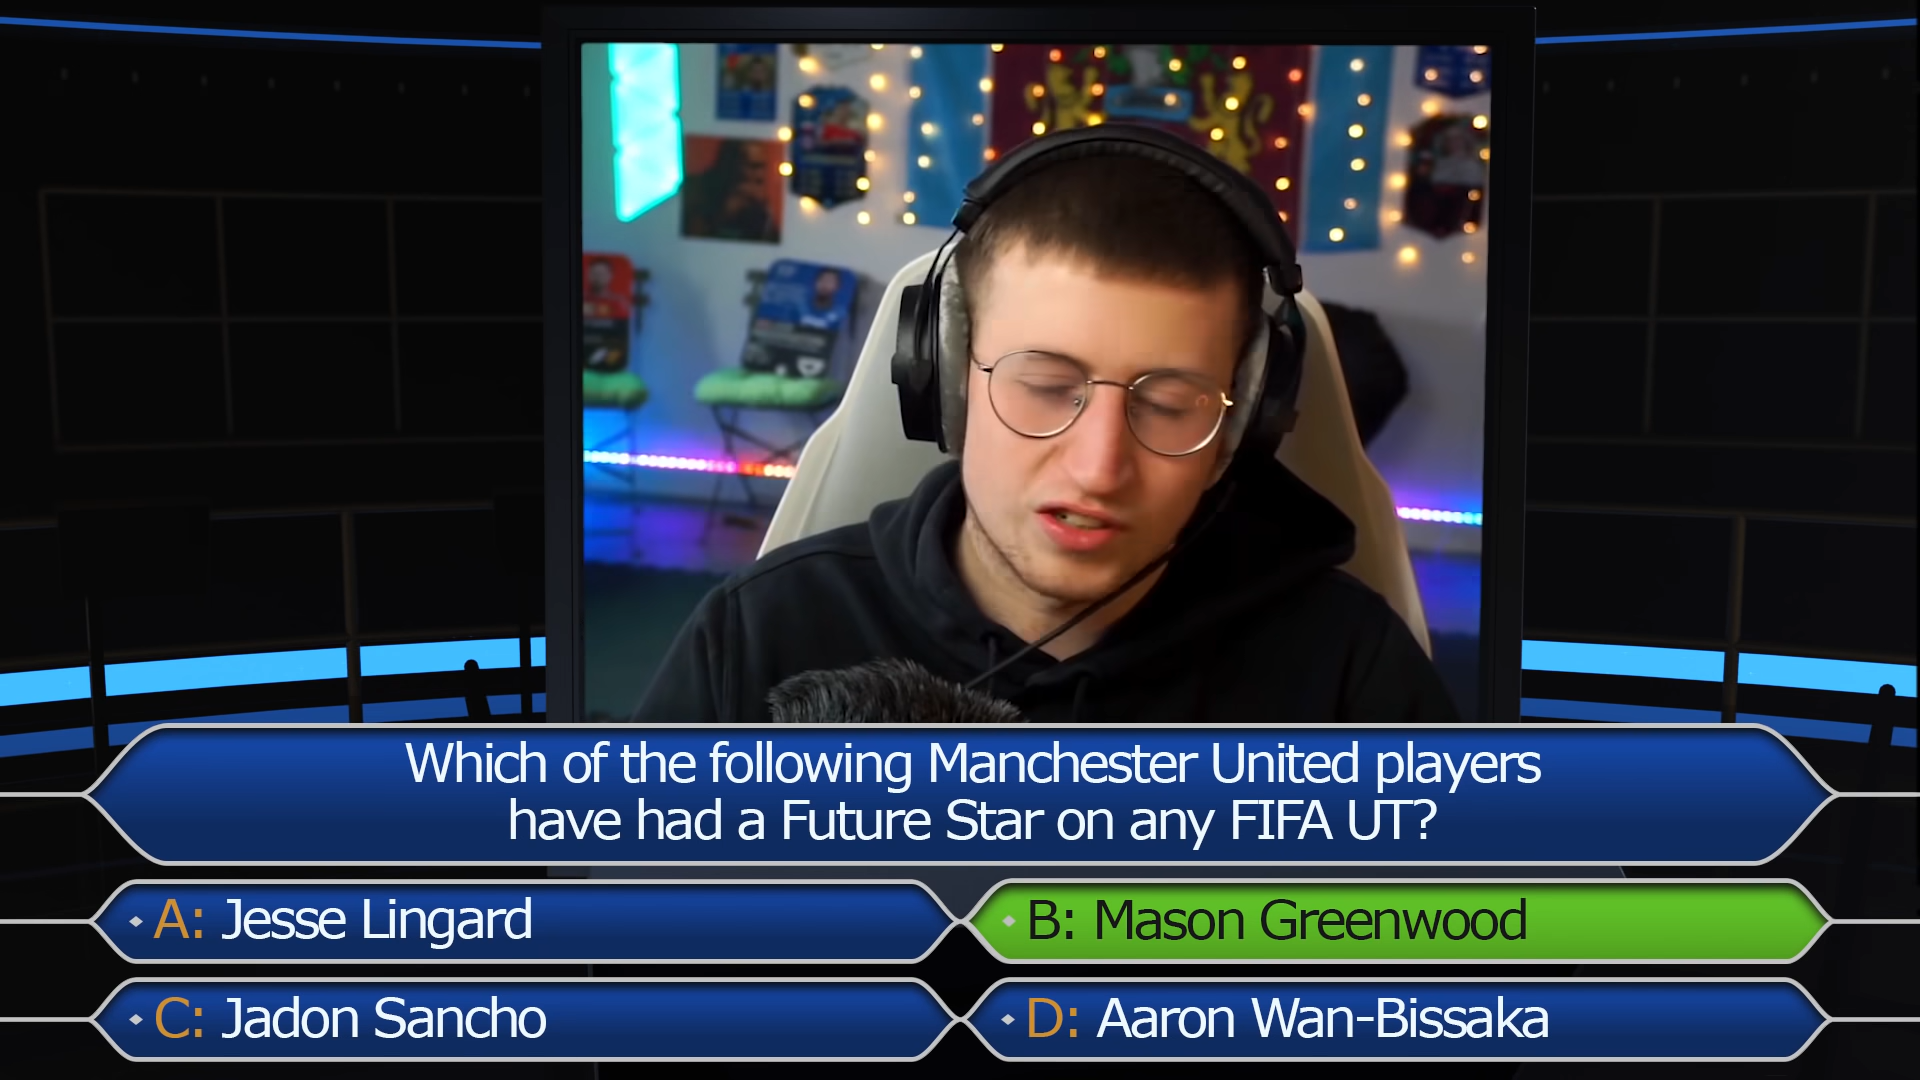 Which of the following Manchester United players
have had a Future Star on any FIFA UT?
A: Jesse Lingard
B: Mason Greenwood
C: Jadon Sancho
D: Aaron Wan-Bissaka